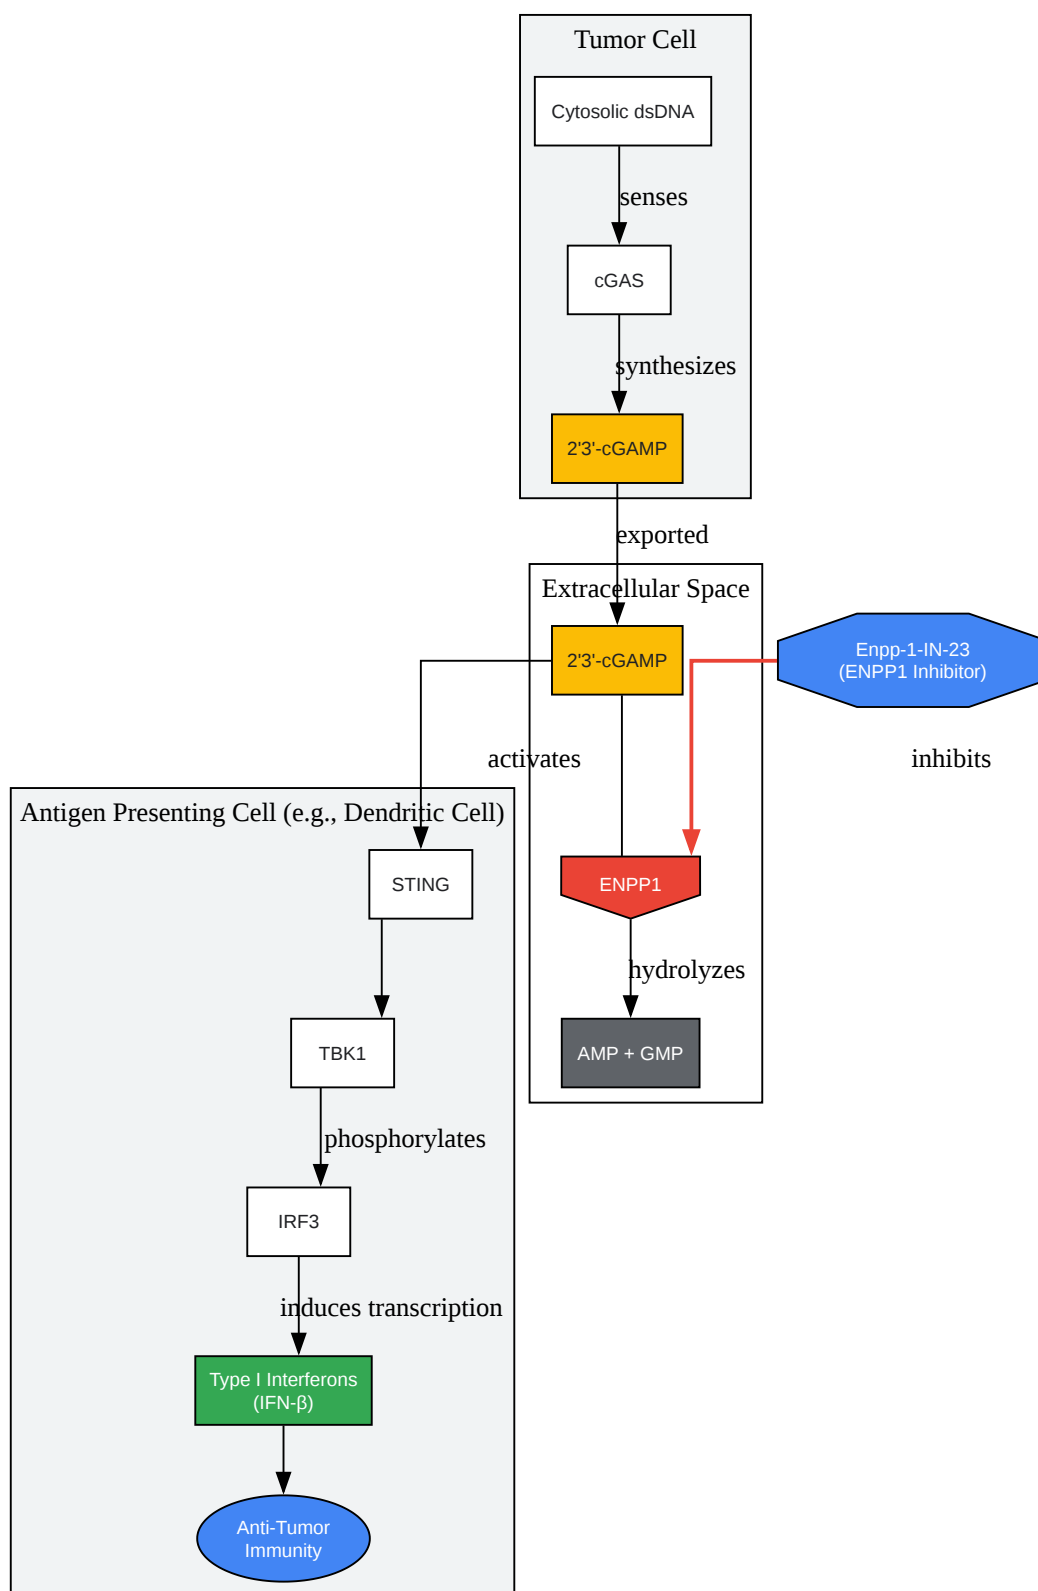 Tumor Cell
Cytosolic dsDNA
senses
cGAS
synthesizes
2'3'-cGAMP
exported
Extracellular Space
2'3'-cGAMP
Enpp-1-IN-23
(ENPP1 Inhibitor)
activates
inhibits
Antigen Presenting Cell (e.g., Dendritic Cell)
STING
ENPP1
hydrolyzes
TBK1
AMP + GMP
phosphorylates
IRF3
induces transcription
Type I Interferons
(IFN-β)
Anti-Tumor
Immunity